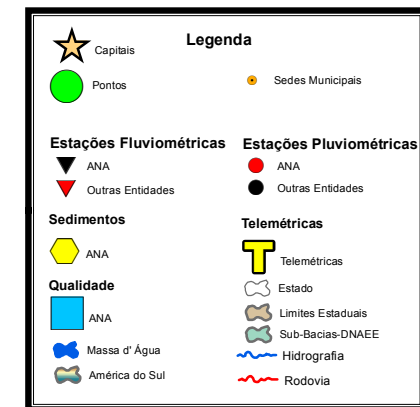 Legenda
Capitais
Pontos
Sedes Municipais
Estações Fluviométricas
ANA
Outras Entidades
Estações Pluviométricas
ANA
Outras Entidades
Sedimentos
ANA
Telemétricas
T Telemétricas
Qualidade
ANA
Massa d' Água
América do Sul
Estado
Limites Estaduais
Sub-Bacias-DNAEE
Hidrografia
Rodovia